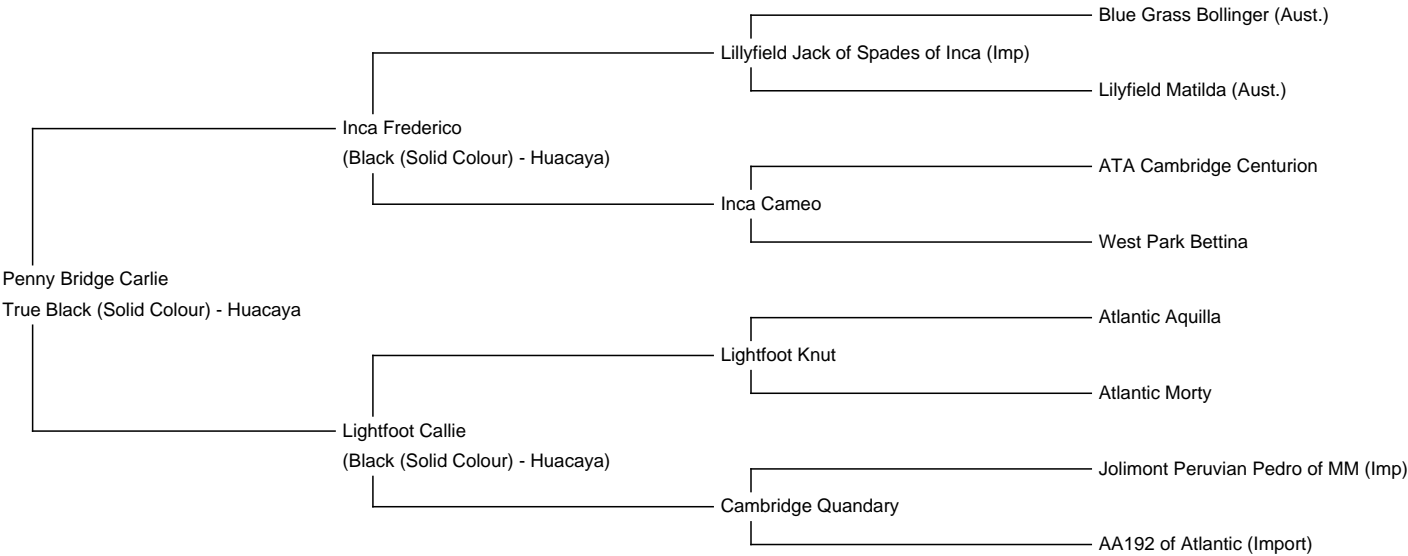 Blue Grass Bollinger (Aust.)
Lillyfield Jack of Spades of Inca (Imp)
Lilyfield Matilda (Aust.)
Inca Frederico
(Black (Solid Colour) - Huacaya)
ATA Cambridge Centurion
Inca Cameo
West Park Bettina
Penny Bridge Carlie
True Black (Solid Colour) - Huacaya
Atlantic Aquilla
Lightfoot Knut
Atlantic Morty
Lightfoot Callie
(Black (Solid Colour) - Huacaya)
Jolimont Peruvian Pedro of MM (Imp)
Cambridge Quandary
AA192 of Atlantic (Import)